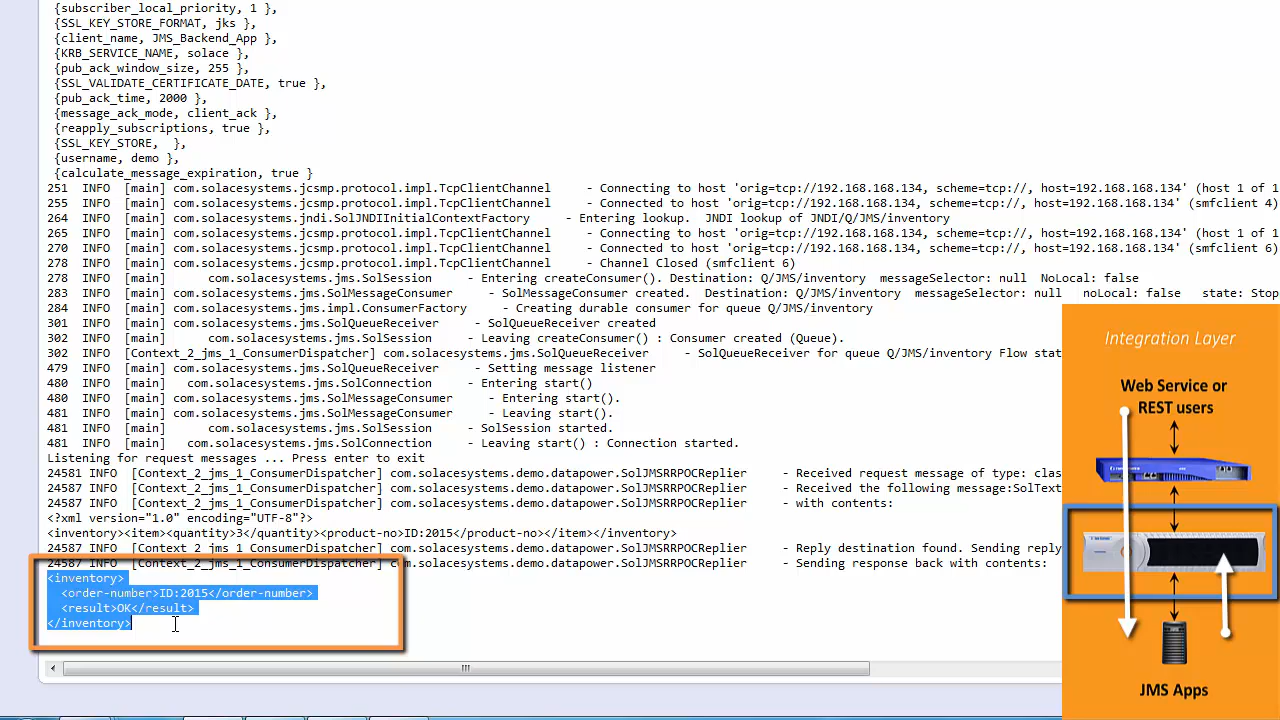 {subscriber_local_priority, 1 },
{SSL_KEY_STORE_FORMAT, jks },
{client_name, JMS_Backend_App },
{KRB_SERVICE_NAME, solace },
{pub_ack_window_size, 255 },
{SSL_VALIDATE_CERTIFICATE_DATE, true },
{pub_ack_time, 2000 },
{message_ack_mode, client_ack },
{reapply_subscriptions, true },
{SSL_KEY_STORE,  },
{username, demo },
{calculate_message_expiration, true }
251  INFO  [main] com.solacesystems.jcsmp.protocol.impl.TcpClientChannel     - Connecting to host 'orig=tcp://192.168.168.134, scheme=tcp://, host=192.168.168.134' (host 1 of 1
255  INFO  [main] com.solacesystems.jcsmp.protocol.impl.TcpClientChannel     - Connected to host 'orig=tcp://192.168.168.134, scheme=tcp://, host=192.168.168.134' (smfclient 4)
264  INFO  [main] com.solacesystems.jndi.SolJNDIInitialContextFactory     - Entering lookup.  JNDI lookup of JNDI/Q/JMS/inventory
265  INFO  [main] com.solacesystems.jcsmp.protocol.impl.TcpClientChannel     - Connecting to host 'orig=tcp://192.168.168.134, scheme=tcp://, host=192.168.168.134' (host 1 of 1
270  INFO  [main] com.solacesystems.jcsmp.protocol.impl.TcpClientChannel     - Connected to host 'orig=tcp://192.168.168.134, scheme=tcp://, host=192.168.168.134' (smfclient 6)
278  INFO  [main] com.solacesystems.jcsmp.protocol.impl.TcpClientChannel     - Channel Closed (smfclient 6)
278  INFO  [main]      com.solacesystems.jms.SolSession     - Entering createConsumer(). Destination: Q/JMS/inventory  messageSelector: null  NoLocal: false
283  INFO  [main] com.solacesystems.jms.SolMessageConsumer     - SolMessageConsumer created.  Destination: Q/JMS/inventory  messageSelector: null   noLocal: false   state: Stop
284  INFO  [main] com.solacesystems.jms.impl.ConsumerFactory     - Creating durable consumer for queue Q/JMS/inventory
301  INFO  [main] com.solacesystems.jms.SolQueueReceiver     - SolQueueReceiver created
302  INFO  [main]      com.solacesystems.jms.SolSession     - Leaving createConsumer() : Consumer created (Queue).
302  INFO  [Context_2_jms_1_ConsumerDispatcher] com.solacesystems.jms.SolQueueReceiver     - SolQueueReceiver for queue Q/JMS/inventory Flow stat
479  INFO  [main] com.solacesystems.jms.SolQueueReceiver     - Setting message listener
480  INFO  [main]    com.solacesystems.jms.SolConnection     - Entering start()
480  INFO  [main] com.solacesystems.jms.SolMessageConsumer     - Entering start().
481  INFO  [main] com.solacesystems.jms.SolMessageConsumer     - Leaving start().
481  INFO  [main]      com.solacesystems.jms.SolSession     - SolSession started.
481  INFO  [main]    com.solacesystems.jms.SolConnection     - Leaving start() : Connection started.
Listening for request messages ... Press enter to exit
24581 INFO  [Context_2_jms_1_ConsumerDispatcher] com.solacesystems.demo.datapower.SolJMSRRPOCReplier     - Received request message of type: clas
24587 INFO  [Context_2_jms_1_ConsumerDispatcher] com.solacesystems.demo.datapower.SolJMSRRPOCReplier     - Received the following message:SolText
24587 INFO  [Context_2_jms_1_ConsumerDispatcher] com.solacesystems.demo.datapower.SolJMSRRPOCReplier     - with contents:
<?xml version="1.0" encoding="UTF-8"?>
<inventory><item><quantity>3</quantity><product-no>ID:2015</product-no></item></inventory>
24587 INFO  [Context_2_jms_1_ConsumerDispatcher] com.solacesystems.demo.datapower.SolJMSRRPOCReplier     - Reply destination found. Sending reply
24587 INFO  [Context_2_jms_1_ConsumerDispatcher] com.solacesystems.demo.datapower.SolJMSRRPOCReplier     - Sending response back with contents:
<inventory>
<order-number>ID:2015</order-number>
<result>OK</result>
</inventory>
Integration Layer
Web Service or
REST users
JMS Apps